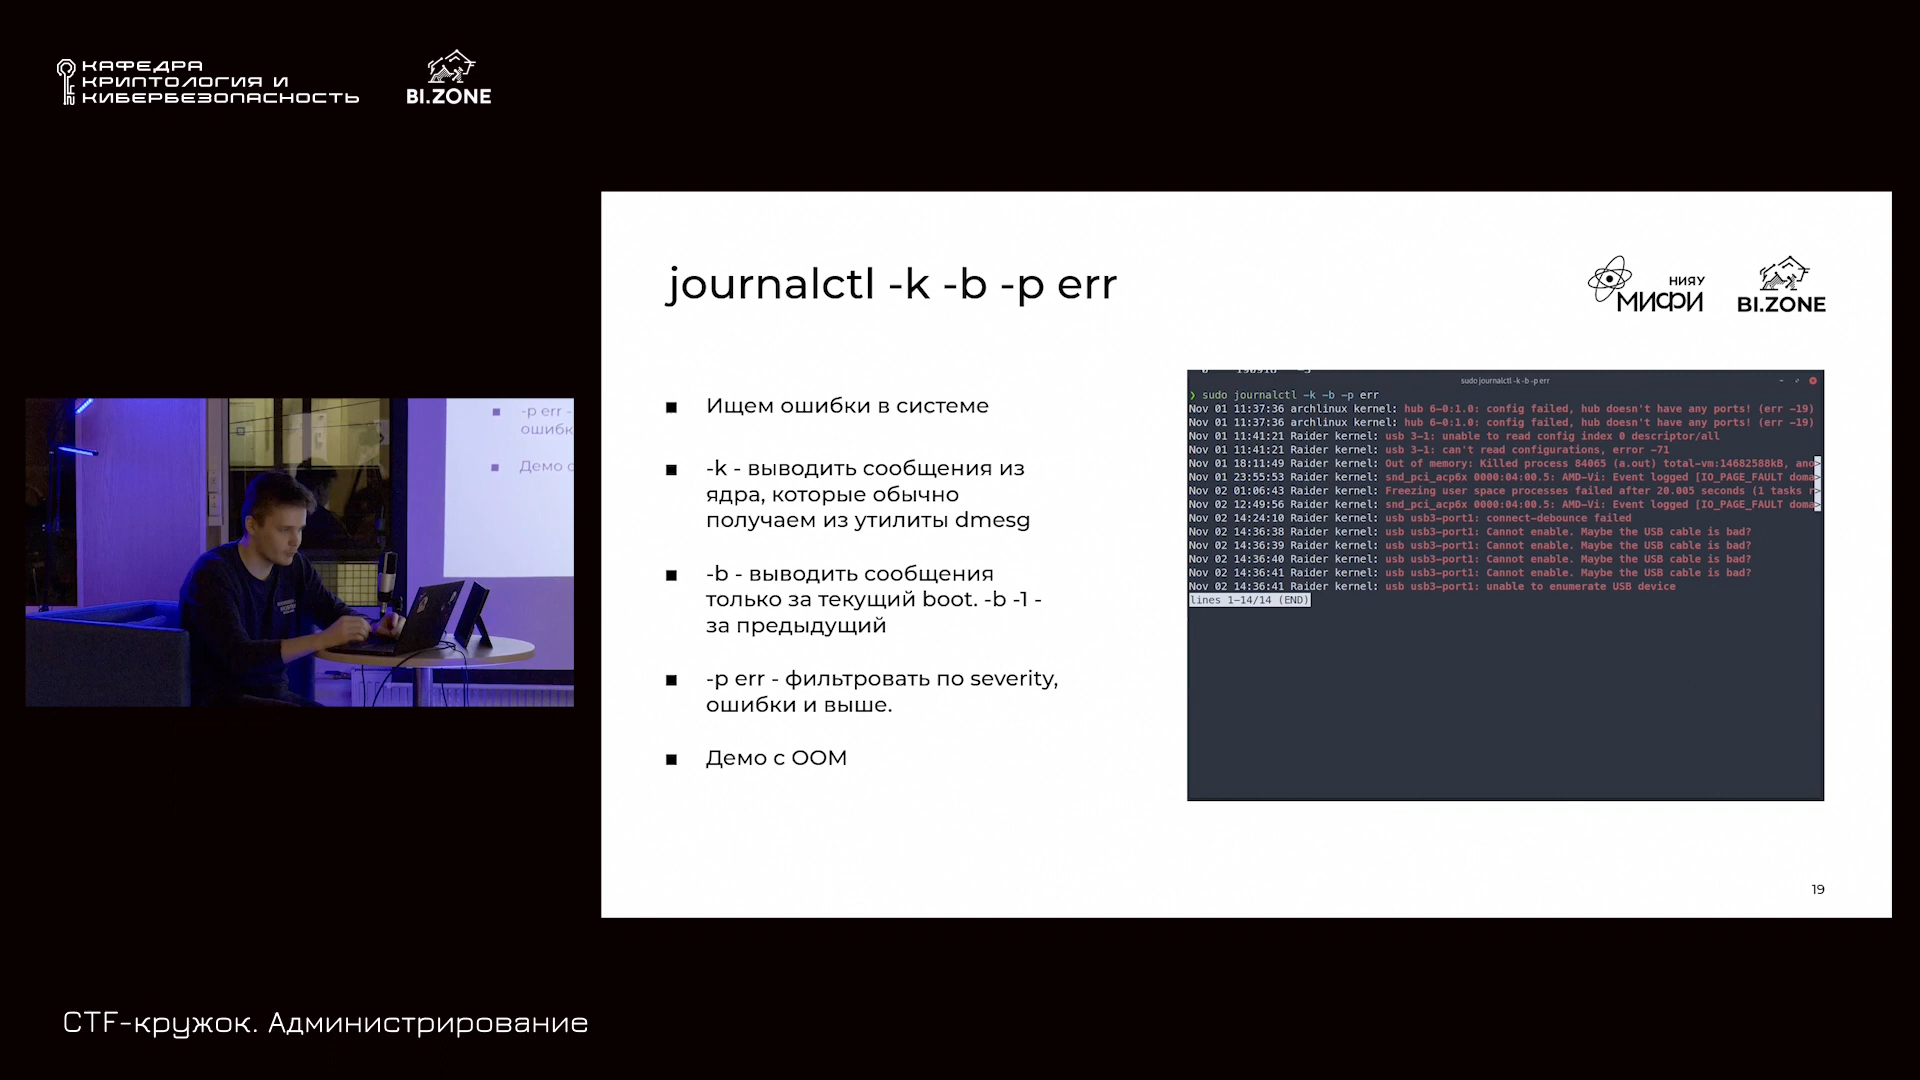 КАФЕДРА
КРИПТОЛОГИЯ И
КИБЕРБЕЗОПАСНОСТЬ
BI.ZONE
journalctl -k -b -p err
НИЯУ
МИФИ
BI.ZONE
■ Ищем ошибки в системе
■ -k - выводить сообщения из
ядра, которые обычно
получаем из утилиты dmesg
■ -b - выводить сообщения
только за текущий boot. -b -1 -
за предыдущий
■ -p err - фильтровать по severity,
ошибки и выше.
■ Демо с OOM
sudo journalctl -k -b -p err
❯ sudo journalctl -k -b -p err
Nov 01 11:37:36 archlinux kernel: hub 6-0:1.0: config failed, hub doesn't have any ports! (err -19)
Nov 01 11:37:36 archlinux kernel: hub 6-0:1.0: config failed, hub doesn't have any ports! (err -19)
Nov 01 11:41:21 Raider kernel: usb 3-1: unable to read config index 0 descriptor/all
Nov 01 11:41:21 Raider kernel: usb 3-1: can't read configurations, error -71
Nov 01 18:11:49 Raider kernel: Out of memory: Killed process 84065 (a.out) total-vm:14682588kB, ano>
Nov 01 23:55:53 Raider kernel: snd_pci_acp6x 0000:04:00.5: AMD-Vi: Event logged [IO_PAGE_FAULT doma>
Nov 02 01:06:43 Raider kernel: Freezing user space processes failed after 20.005 seconds (1 tasks r>
Nov 02 12:49:56 Raider kernel: snd_pci_acp6x 0000:04:00.5: AMD-Vi: Event logged [IO_PAGE_FAULT doma>
Nov 02 14:24:10 Raider kernel: usb usb3-port1: connect-debounce failed
Nov 02 14:36:38 Raider kernel: usb usb3-port1: Cannot enable. Maybe the USB cable is bad?
Nov 02 14:36:39 Raider kernel: usb usb3-port1: Cannot enable. Maybe the USB cable is bad?
Nov 02 14:36:40 Raider kernel: usb usb3-port1: Cannot enable. Maybe the USB cable is bad?
Nov 02 14:36:41 Raider kernel: usb usb3-port1: Cannot enable. Maybe the USB cable is bad?
Nov 02 14:36:41 Raider kernel: usb usb3-port1: unable to enumerate USB device
lines 1-14/14 (END)
19
■ -p err -
ошибк
■ Демо с
CTF-кружок. Администрирование